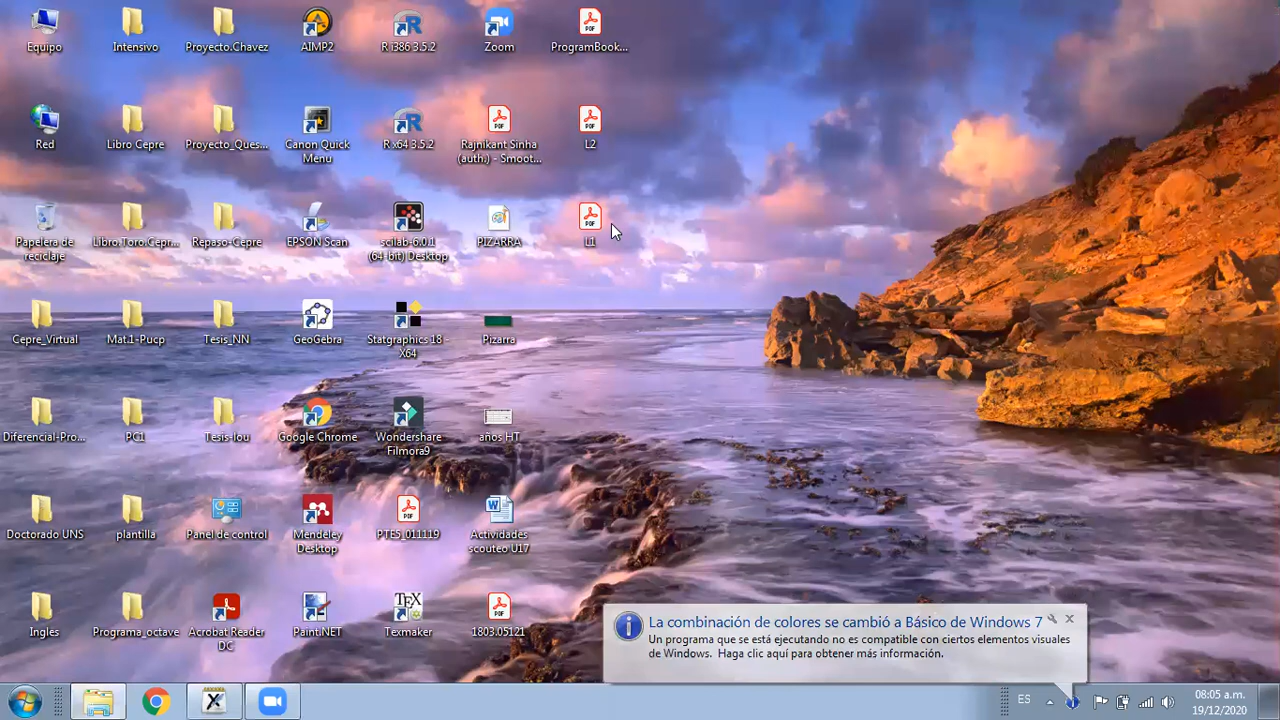 Equipo
Intensivo
Proyecto.Chavez
AIMP2
R i386 3.5.2
Zoom
ProgramBook...
Red
Libro Cepre
Proyecto_Ques...
Canon Quick
Menu
R x64 3.5.2
Rajnikant Sinha
(auth.) - Smoot...
L2
Papelera de
reciclaje
Libro.Toro.Cepr...
Repaso-Cepre
EPSON Scan
scilab-6.0.1
(64-bit) Desktop
PIZARRA
L1
Cepre_Virtual
Mat.1-Pucp
Tesis_NN
GeoGebra
Statgraphics 18 -
X64
Pizarra
Diferencial-Pro...
PC1
Tesis-lou
Google Chrome
Wondershare
Filmora9
años HT
Doctorado UNS
plantilla
Panel de control
Mendeley
Desktop
PTE5_011119
Actividades
scouteo U17
Ingles
Programa_octave
Acrobat Reader
DC
PaintNET
Texmaker
1803.05121
La combinación de colores se cambió a Básico de Windows 7
Un programa que se está ejecutando no es compatible con ciertos elementos visuales
de Windows. Haga clic aquí para obtener más información.
ES
08:05 a.m.
19/12/2020